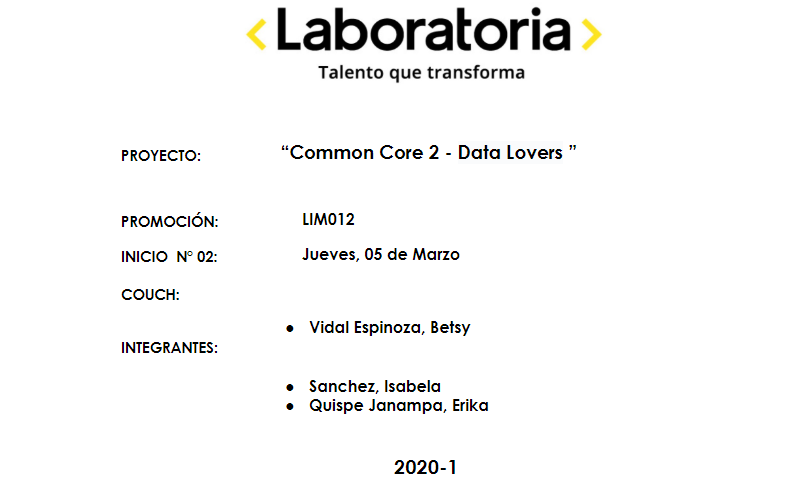 <Laboratoria>
Talento que transforma
PROYECTO: “Common Core 2 - Data Lovers ”
PROMOCIÓN: LIM012
INICIO N° 02: Jueves, 05 de Marzo
COUCH:
● Vidal Espinoza, Betsy
INTEGRANTES:
● Sanchez, Isabela
● Quispe Janampa, Erika
2020-1